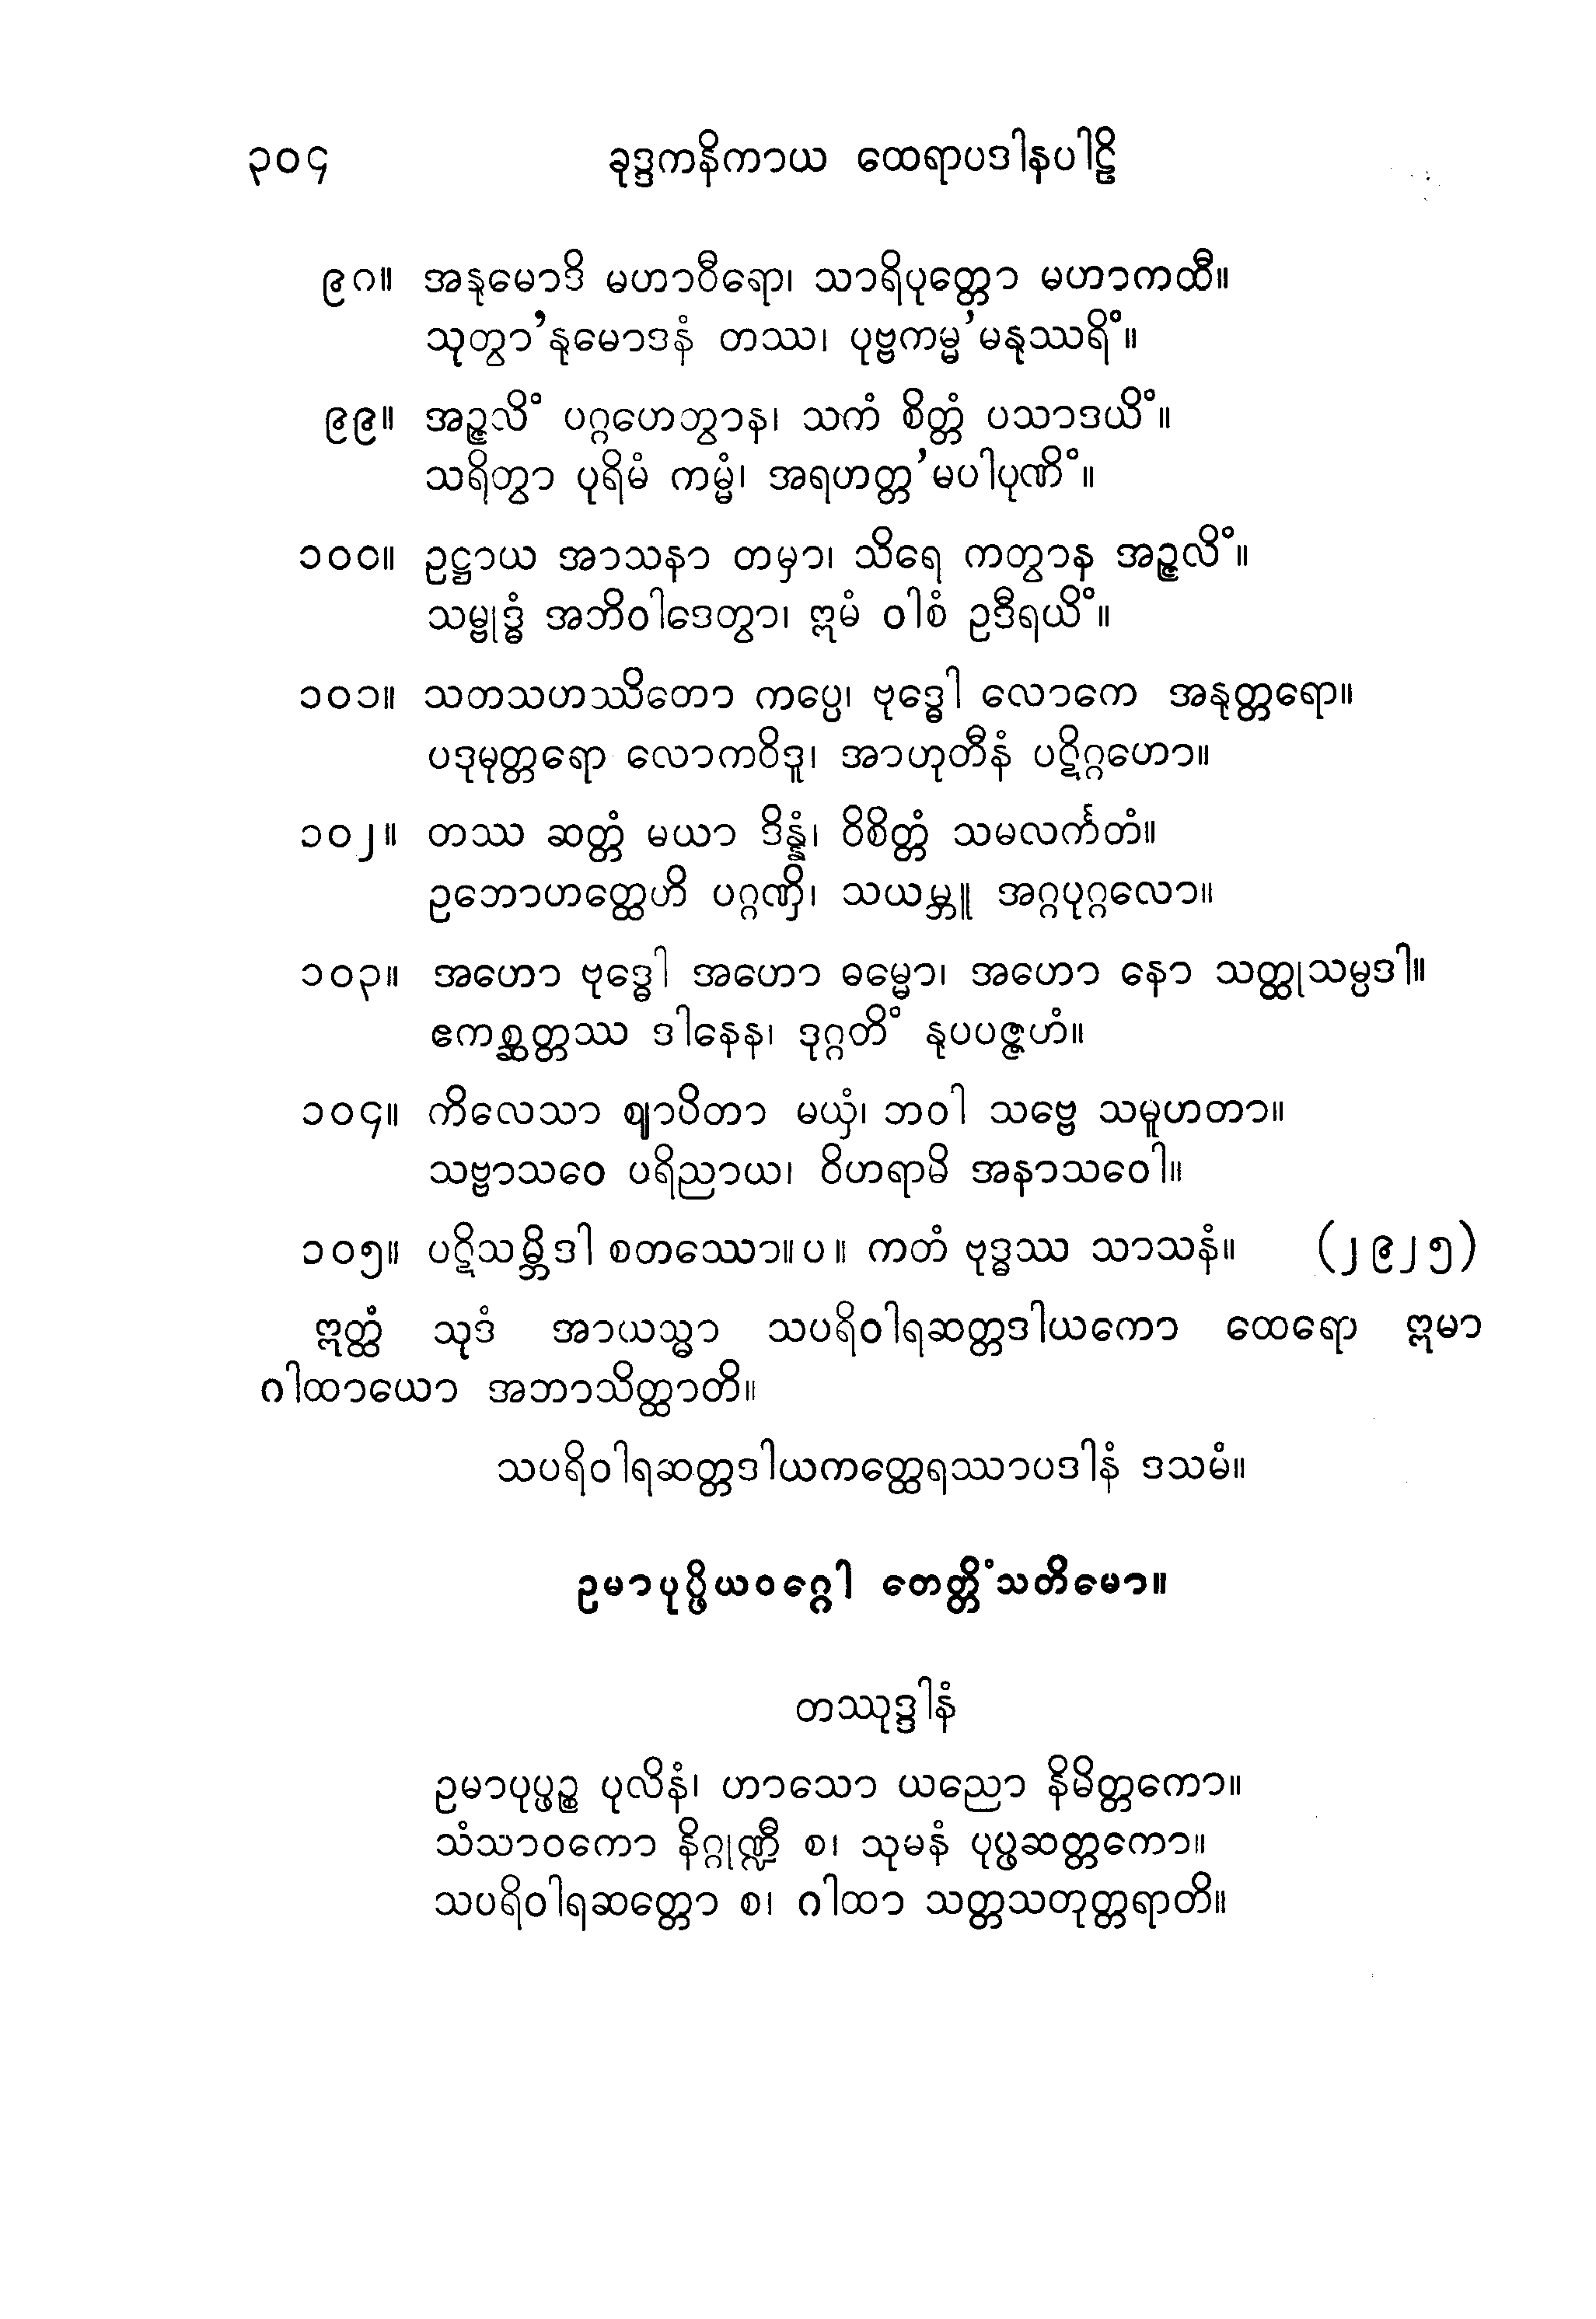 ၃၀၄ ခုဒ္ဒကနိကာယ ထေရာပဒါနပါဠိ
၉ဂ။ အနုမောဒိ မဟာဝီရော၊ သာရိပုတ္တော မဟာကထီ။
သုတွာ’နုမောဒနံ တဿ၊ ပုဗ္ဗကမ္မ’မနုဿရိံ။
၉၉။ အဉ္ဇလိံ ပဂ္ဂဟေတွာန၊ သကံ စိတ္တံ ပသာဒယိံ။
သရိတွာ ပုရိမံ ကမ္မံ၊ အရဟတ္တ’မပါပုဏိံ။
၁၀၀။ ဥဋ္ဌာယ အာသနာ တမှာ၊ သိရေ ကတွာန အဉ္ဇလိံ။
သမ္ဗုဒ္ဓံ အဘိဝါဒေတွာ၊ ဣမံ ဝါစံ ဥဒီရယိံ။
၁၀၁။ သတသဟဿိတော ကပ္ပေ၊ ဗုဒ္ဓေါ လောကေ အနုတ္တရော။
ပဒုမုတ္တရော လောကဝိဒူ၊ အာဟုတီနံ ပဋိဂ္ဂဟော။
၁၀၂။ တဿ ဆတ္တံ မယာ ဒိန္နံ၊ ဝိစိတ္တံ သမလင်္ကတံ။
ဥဘောဟတ္ထေဟိ ပဂ္ဂဏှိ၊ သယမ္ဘူ အဂ္ဂပုဂ္ဂလော။
၁၀၃။ အဟော ဗုဒ္ဓေါ အဟော ဓမ္မော၊ အဟော နော သတ္ထုသမ္ပဒါ။
ဧကစ္ဆတ္တဿ ဒါနေန၊ ဒုဂ္ဂတိံ နုပပဇ္ဇဟံ။
၁၀၄။ ကိလေသာ ဈာပိတာ မယှံ၊ ဘဝါ သဗ္ဗေ သမူဟတာ။
သဗ္ဗာသဝေ ပရိညာယ၊ ဝိဟရာမိ အနာသဝေါ။
၁၀၅။ ပဋိသမ္ဘိဒါ စတဿော။ပ။ ကတံ ဗုဒ္ဓဿ သာသနံ။ (၂၉၂၅)
ဣတ္ထံ သုဒံ အာယသ္မာ သပရိဝါရဆတ္တဒါယကော ထေရော ဣမာ
ဂါထာယော အဘာသိတ္ထာတိ။
သပရိဝါရဆတ္တဒါယကတ္ထေရဿာပဒါနံ ဒသမံ။
ဥမာပုပ္ဖိယဝဂ္ဂေါ တေတ္တိံသတိမော။
တဿုဒ္ဒါနံ
ဥမာပုပ္ဖဉ္စ ပုလိနံ၊ ဟာသော ယညော နိမိတ္တကော။
သံသာဝကော နိဂ္ဂုဏ္ဍီ စ၊ သုမနံ ပုပ္ဖဆတ္တကော။
သပရိဝါရဆတ္တော စ၊ ဂါထာ သတ္တသတုတ္တရာတိ။